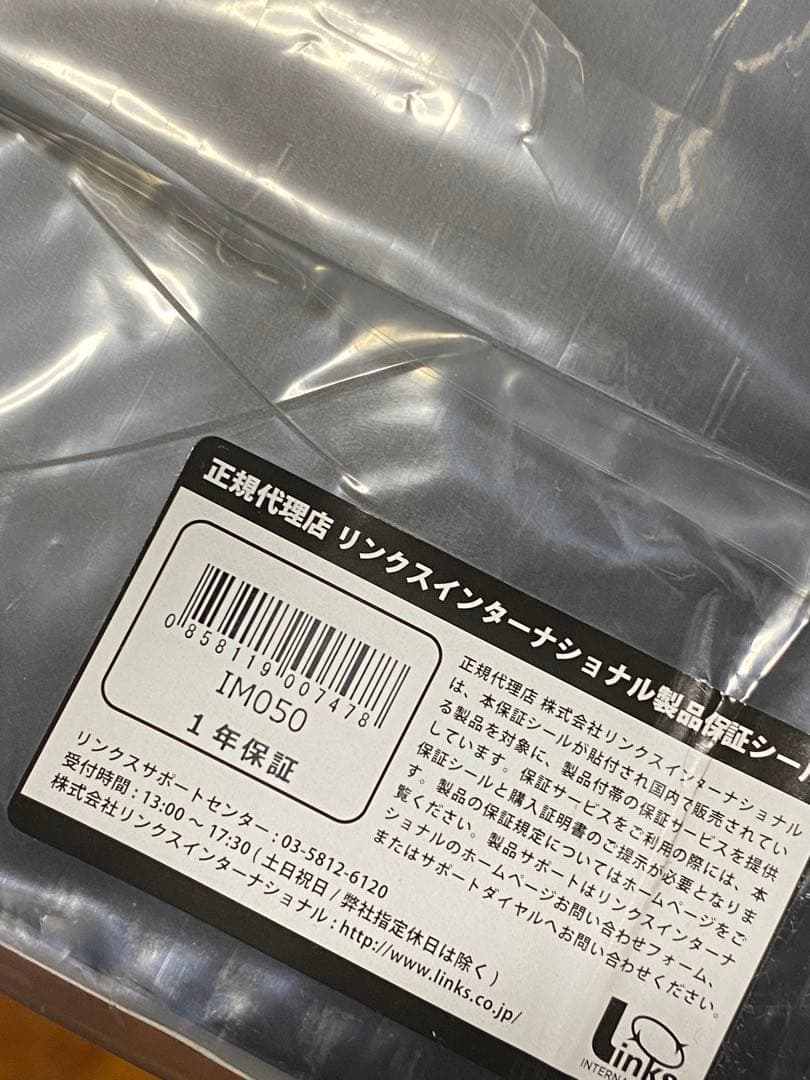 正規代理店 リンクスインターナショナル製品保証シー
0 858119 007478
IM050
1年保証
リンクスサポートセンター : 03-5812-6120
受付時間 : 13:00 ～ 17:30 ( 土日祝日 / 弊社指定休日は除く )
株式会社リンクスインターナショナル : http://www.links.co.jp/
正規代理店 株式会社リンクスインターナショナル
は、本保証シールが貼付され国内で販売されてい
る製品を対象に、製品付帯の保証サービスを提供
しています。保証サービスをご利用の際には、本
保証シールと購入証明書のご提示が必要となりま
す。製品の保証規定についてはホームページをご
覧ください。製品サポートはリンクスインターナ
ショナルのホームページお問い合わせフォーム、
またはサポートダイヤルへお問い合わせください。
Links
INTERNA